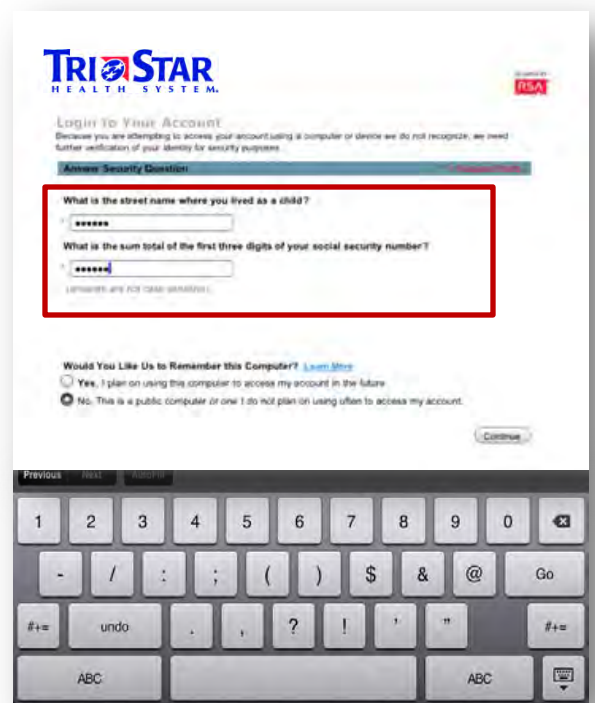 TRISTAR
HEALTH SYSTEM.
RSA
Login To Your Account
Because you are attempting to access your account using a computer or device we do not recognize, we need
further verification of your identity for security purposes.
Answer Security Question
What is the street name where you lived as a child?
* ••••••
What is the sum total of the first three digits of your social security number?
* ••••••
(answers are not case sensitive)
Would You Like Us to Remember this Computer? Learn More
Yes, I plan on using this computer to access my account in the future
No. This is a public computer or one I do not plan on using often to access my account.
Continue
Previous Next AutoFill
1 2 3 4 5 6 7 8 9 0
- / : ; ( ) $ & @ Go
#+= undo . , ? ! ' " #+=
ABC ABC